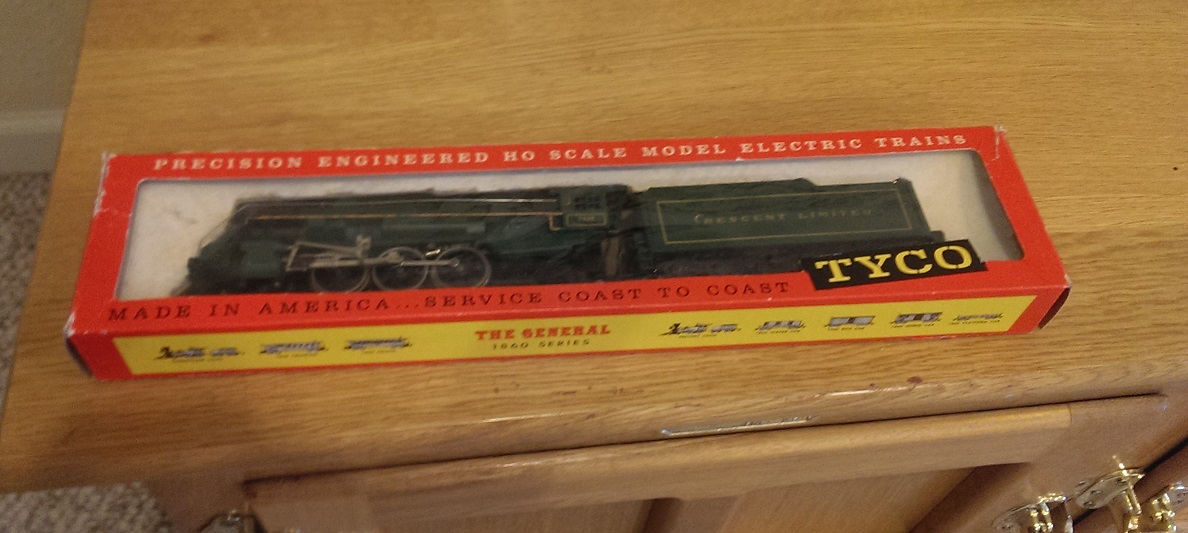 PRECISION ENGINEERED HO SCALE MODEL ELECTRIC TRAINS
CRESCENT LIMITED
TYCO
MADE IN AMERICA...SERVICE COAST TO COAST
THE GENERAL
1860 SERIES